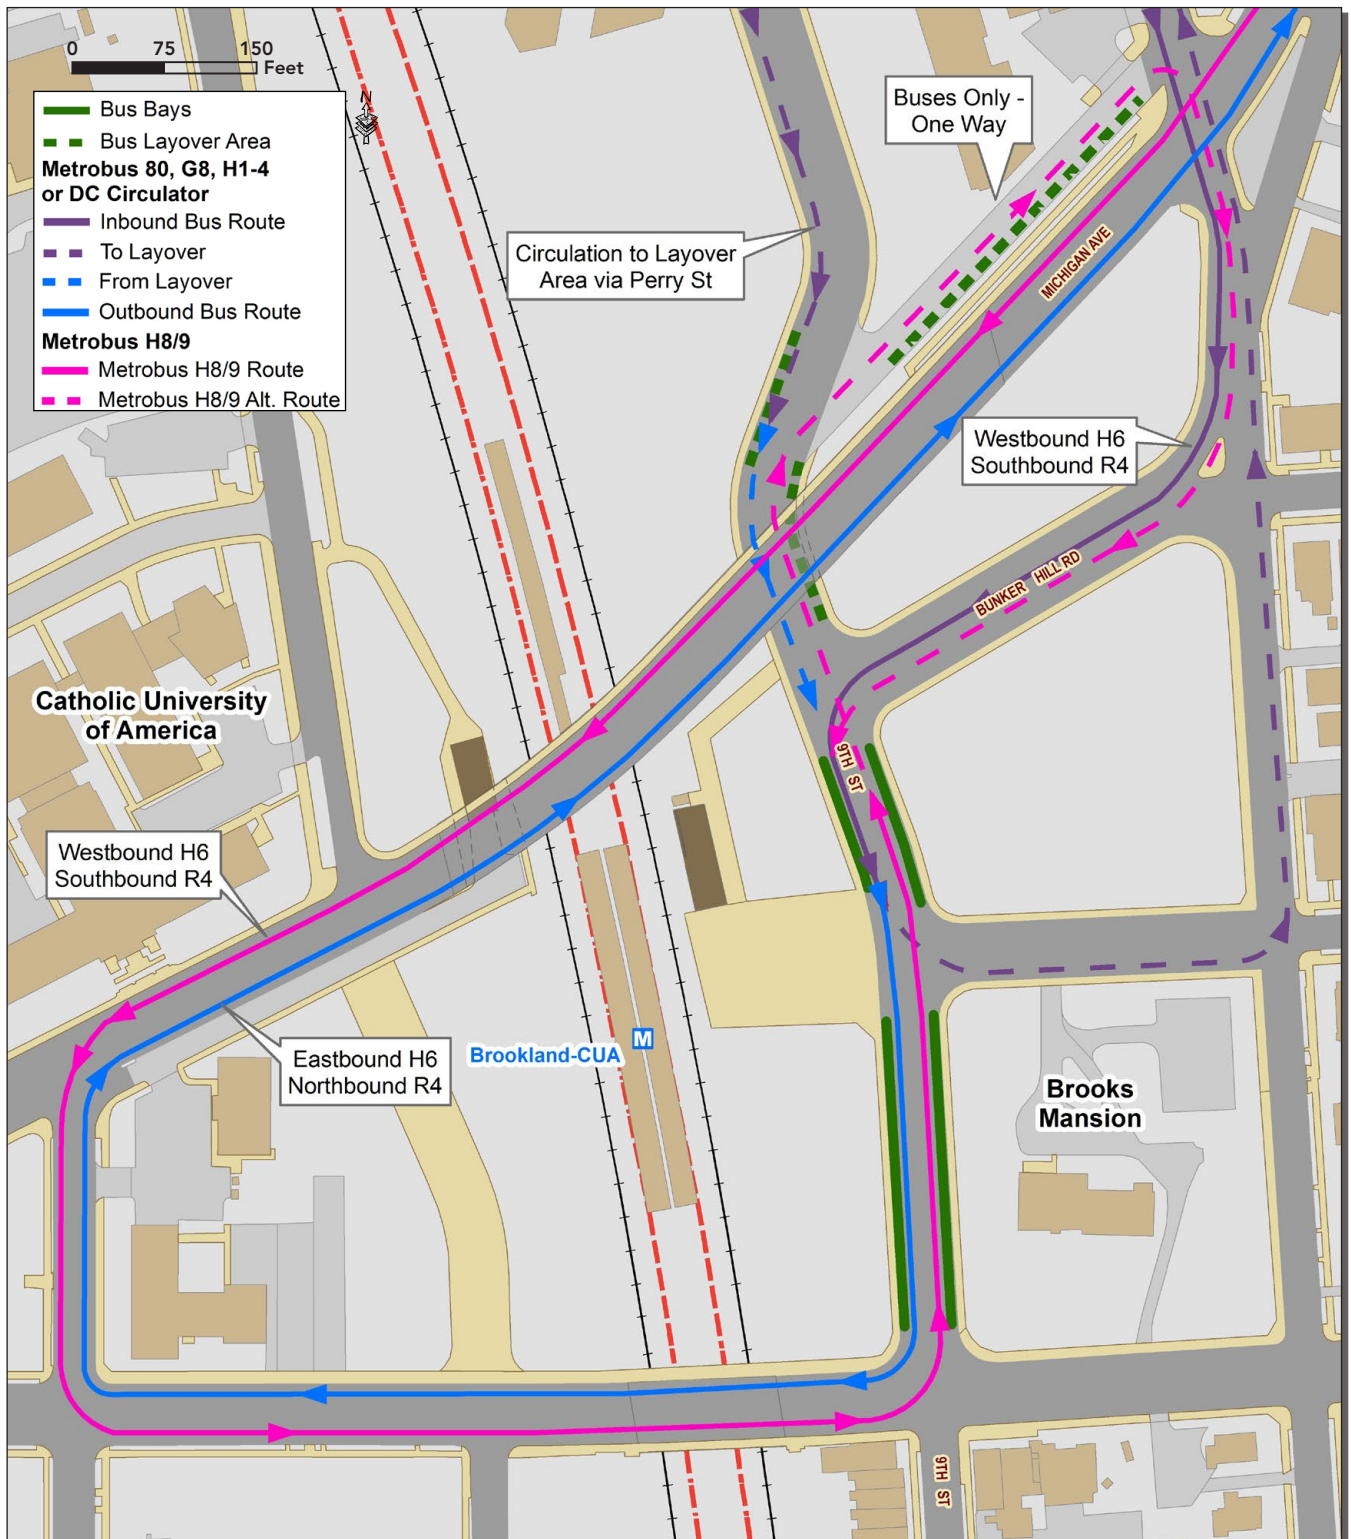 0 75 150
Feet
N
Bus Bays
Bus Layover Area
Metrobus 80, G8, H1-4
or DC Circulator
Inbound Bus Route
To Layover
From Layover
Outbound Bus Route
Metrobus H8/9
Metrobus H8/9 Route
Metrobus H8/9 Alt. Route
Buses Only -
One Way
Circulation to Layover
Area via Perry St
MICHIGAN AVE
Westbound H6
Southbound R4
BUNKER HILL RD
Catholic University
of America
9TH ST
Westbound H6
Southbound R4
Eastbound H6
Northbound R4
Brookland-CUA
M
Brooks
Mansion
9TH ST